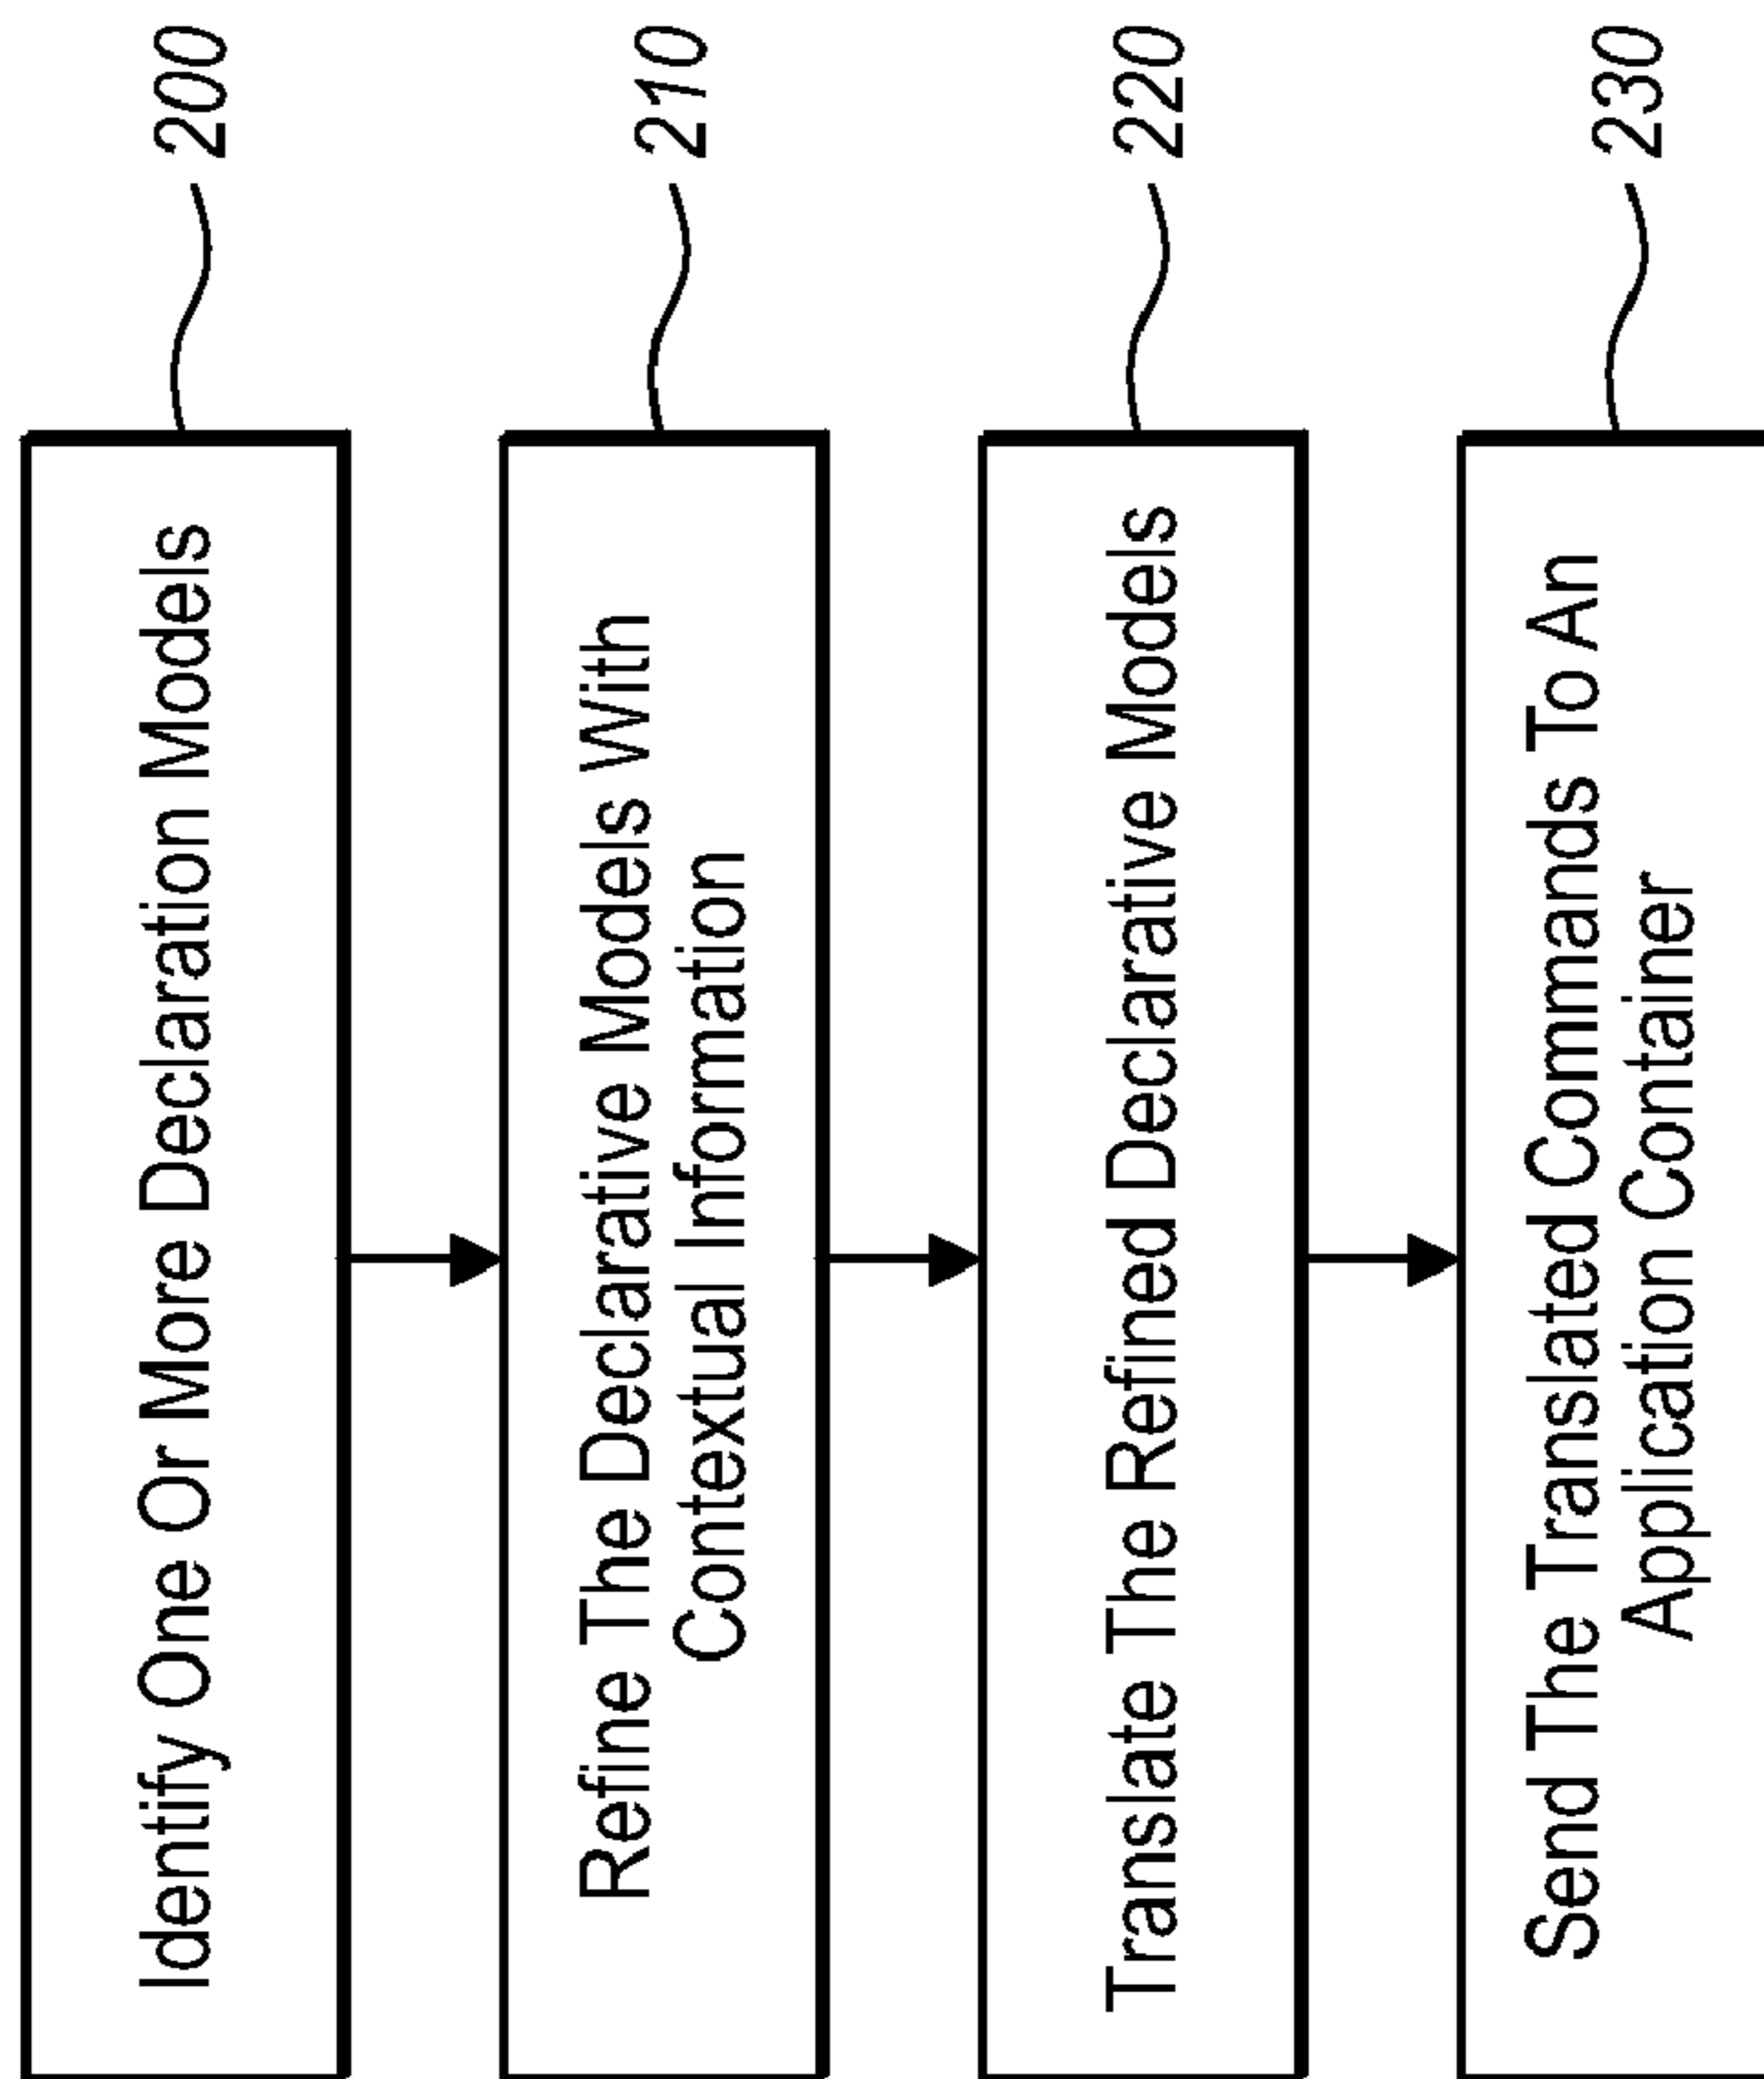 Identify One Or More Declaration Models
200
Refine The Declarative Models With
Contextual Information
210
Translate The Refined Declarative Models
220
Send The Translated Commands To An
Application Container
230